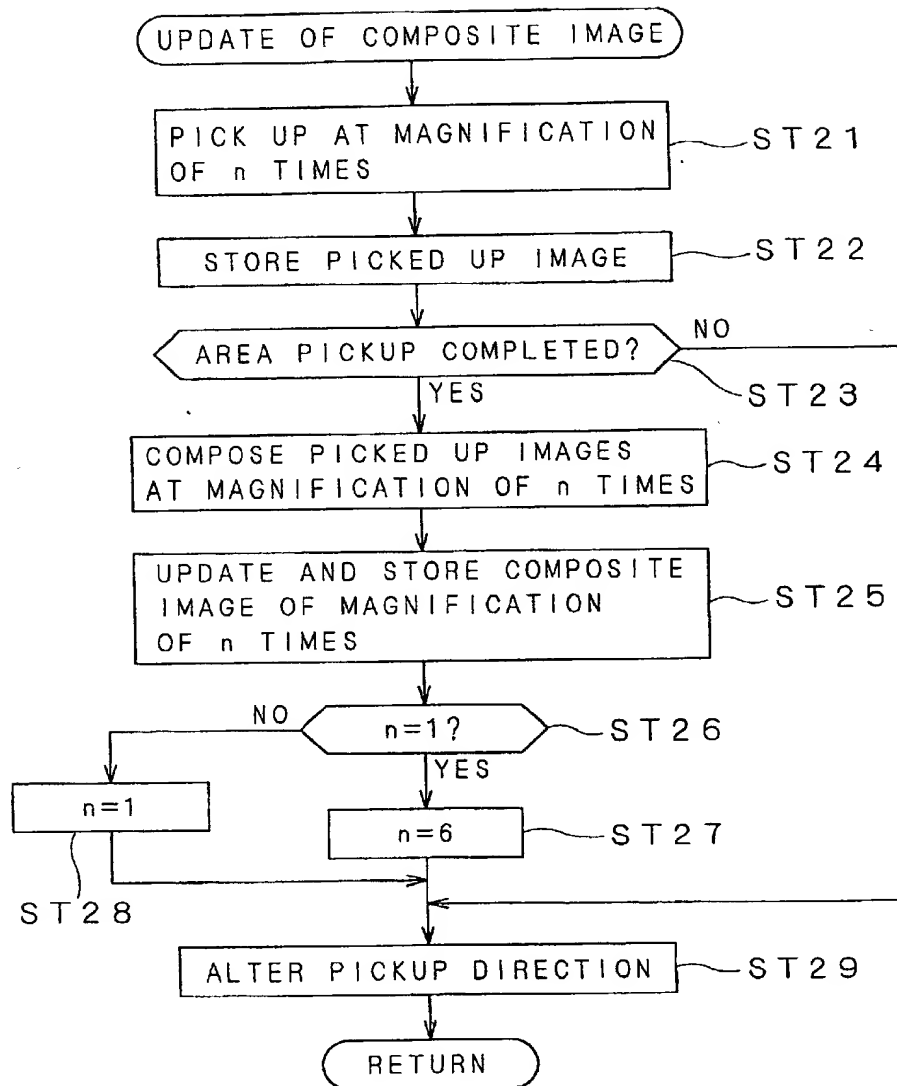 UPDATE OF COMPOSITE IMAGE
PICK UP AT MAGNIFICATION
OF n TIMES
ST21
STORE PICKED UP IMAGE
ST22
AREA PICKUP COMPLETED?
NO
ST23
YES
COMPOSE PICKED UP IMAGES
AT MAGNIFICATION OF n TIMES
ST24
UPDATE AND STORE COMPOSITE
IMAGE OF MAGNIFICATION
OF n TIMES
ST25
NO
n=1?
ST26
YES
n=1
n=6
ST27
ST28
ALTER PICKUP DIRECTION
ST29
RETURN